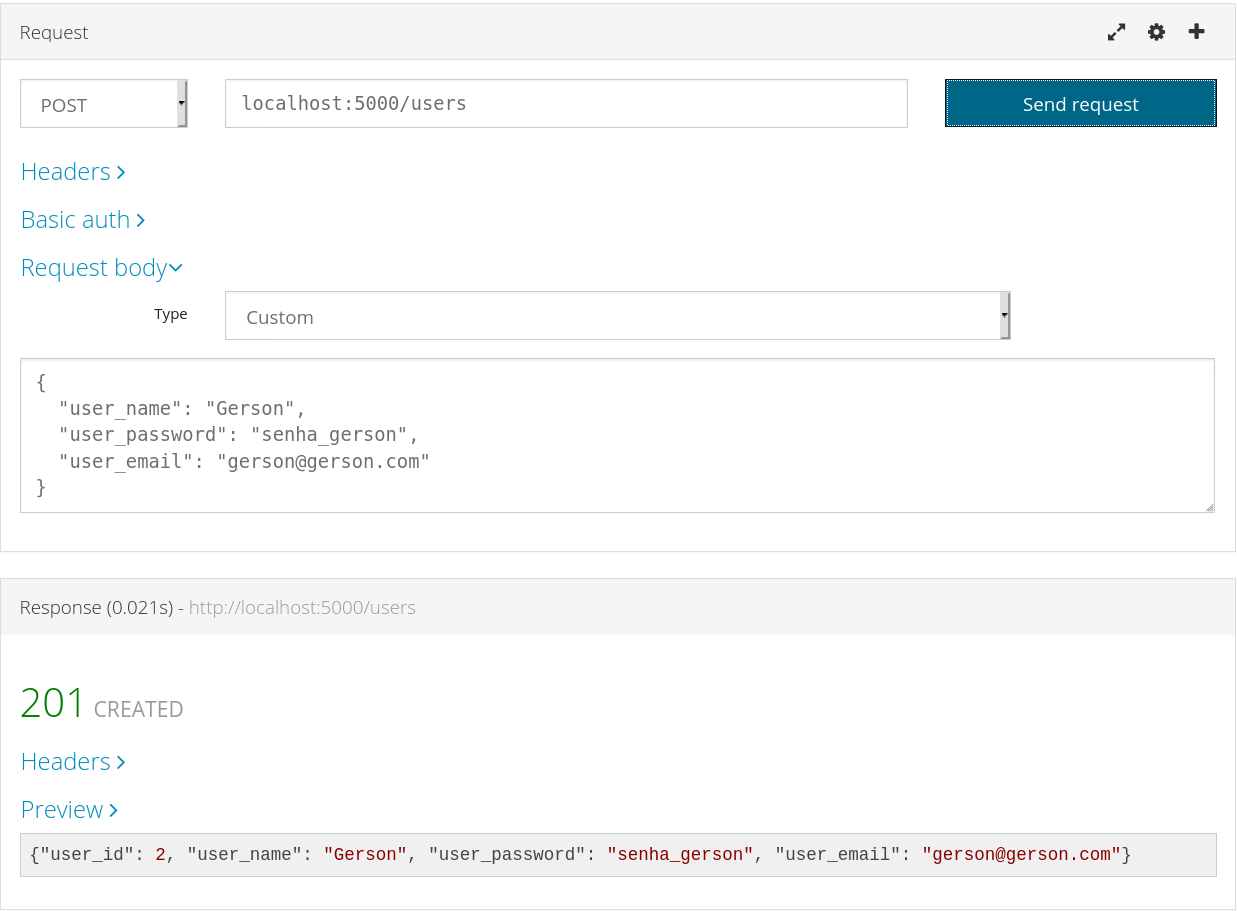 Request
POST
localhost:5000/users
Send request
Headers
Basic auth
Request body
Type
Custom
{
  "user_name": "Gerson",
  "user_password": "senha_gerson",
  "user_email": "gerson@gerson.com"
}
Response (0.021s) - http://localhost:5000/users
201 CREATED
Headers
Preview
{"user_id": 2, "user_name": "Gerson", "user_password": "senha_gerson", "user_email": "gerson@gerson.com"}